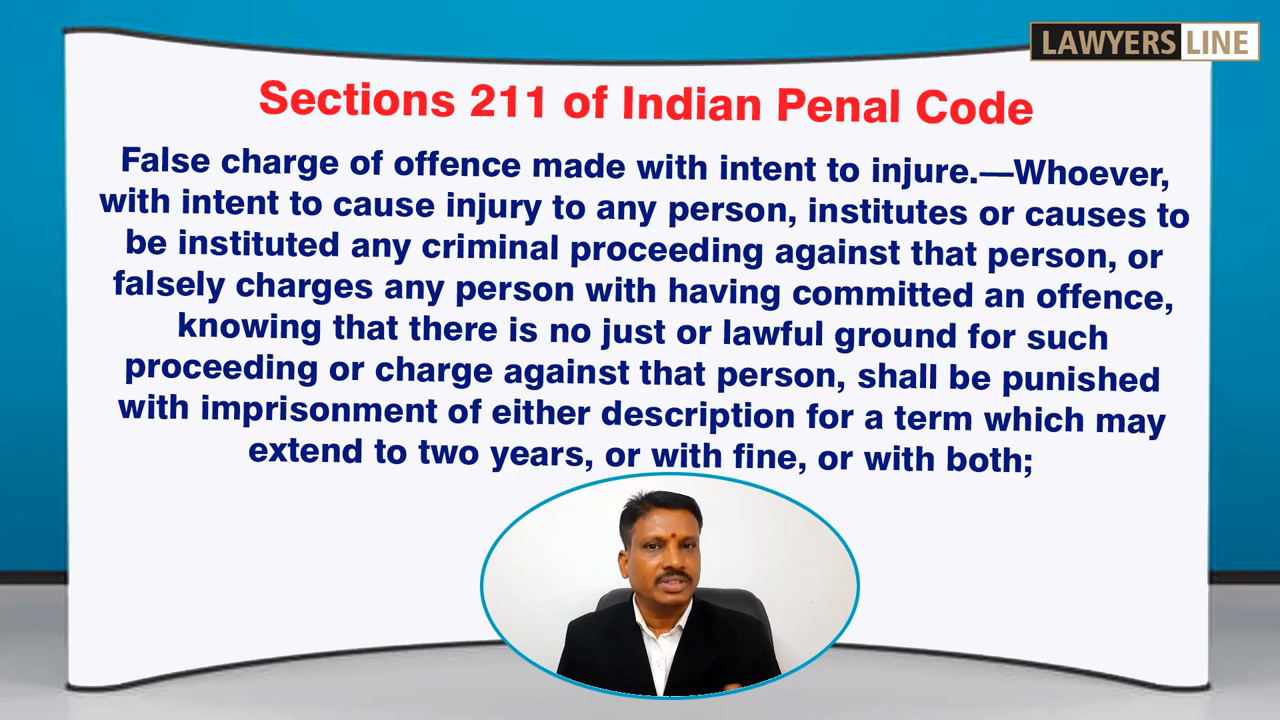 LAWYERS LINE
Sections 211 of Indian Penal Code
False charge of offence made with intent to injure.—Whoever,
with intent to cause injury to any person, institutes or causes to
be instituted any criminal proceeding against that person, or
falsely charges any person with having committed an offence,
knowing that there is no just or lawful ground for such
proceeding or charge against that person, shall be punished
with imprisonment of either description for a term which may
extend to two years, or with fine, or with both;